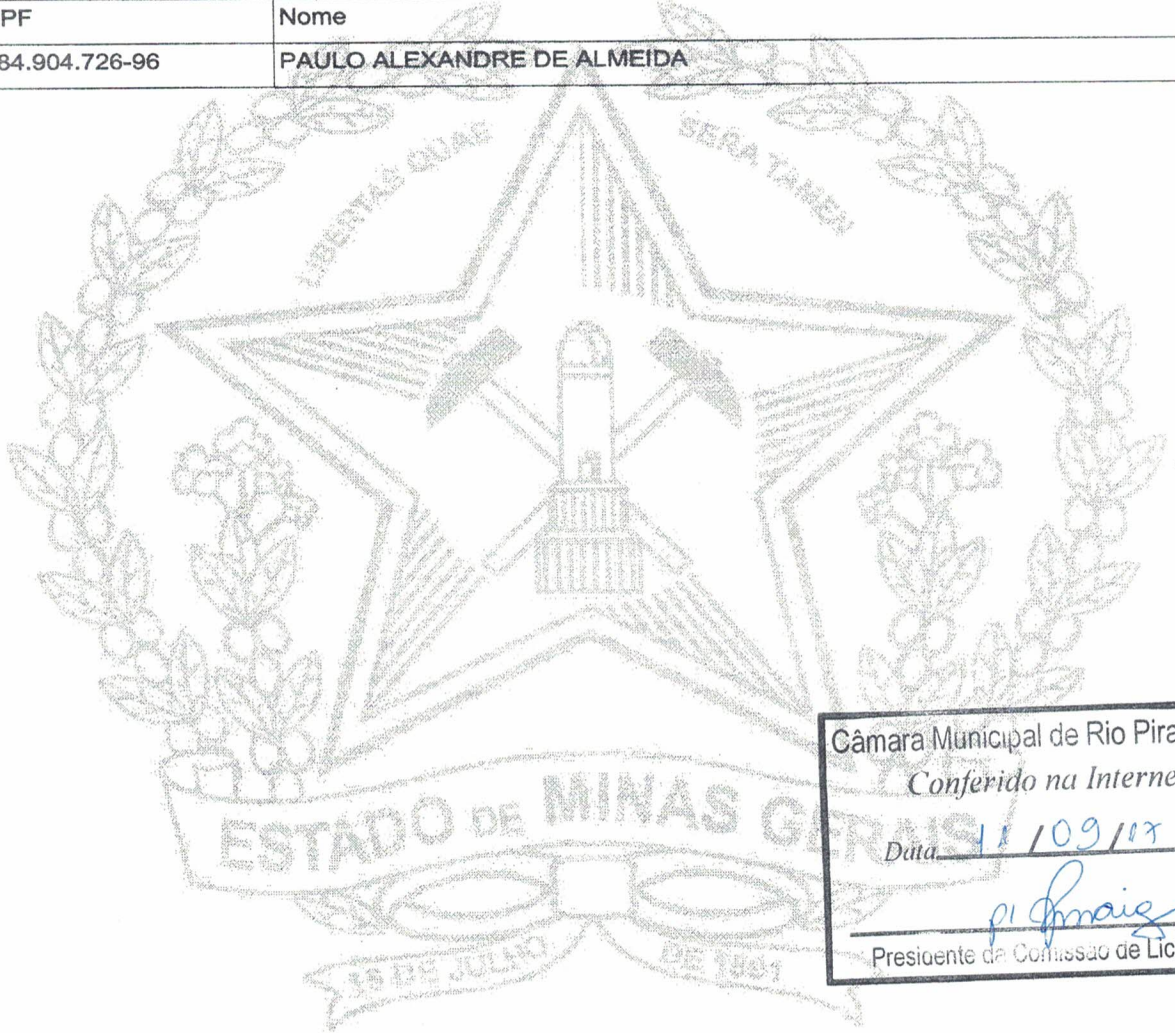 PF Nome
84.904.726-96 PAULO ALEXANDRE DE ALMEIDA
LIBERTAS QUAE SERA TAMEN
Câmara Municipal de Rio Pira
Conferido na Interne
Data 11/09/17
Presidente da Comissão de Lic
ESTADO DE MINAS GERAIS
DE JULHO DE